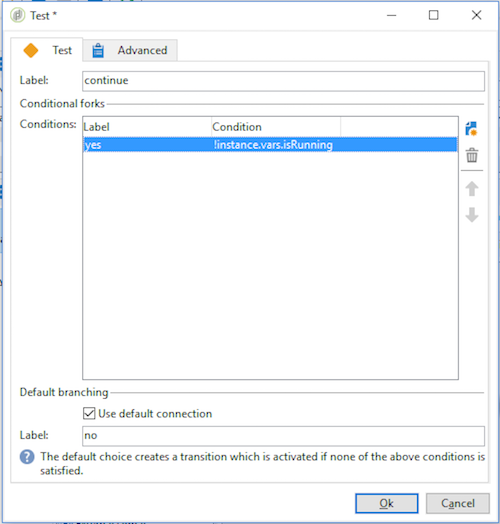 Test *
Test Advanced
Label: continue
Conditional forks
Conditions: Label Condition
yes !instance.vars.isRunning
Default branching
Use default connection
Label: no
The default choice creates a transition which is activated if none of the above conditions is
satisfied.
Ok Cancel